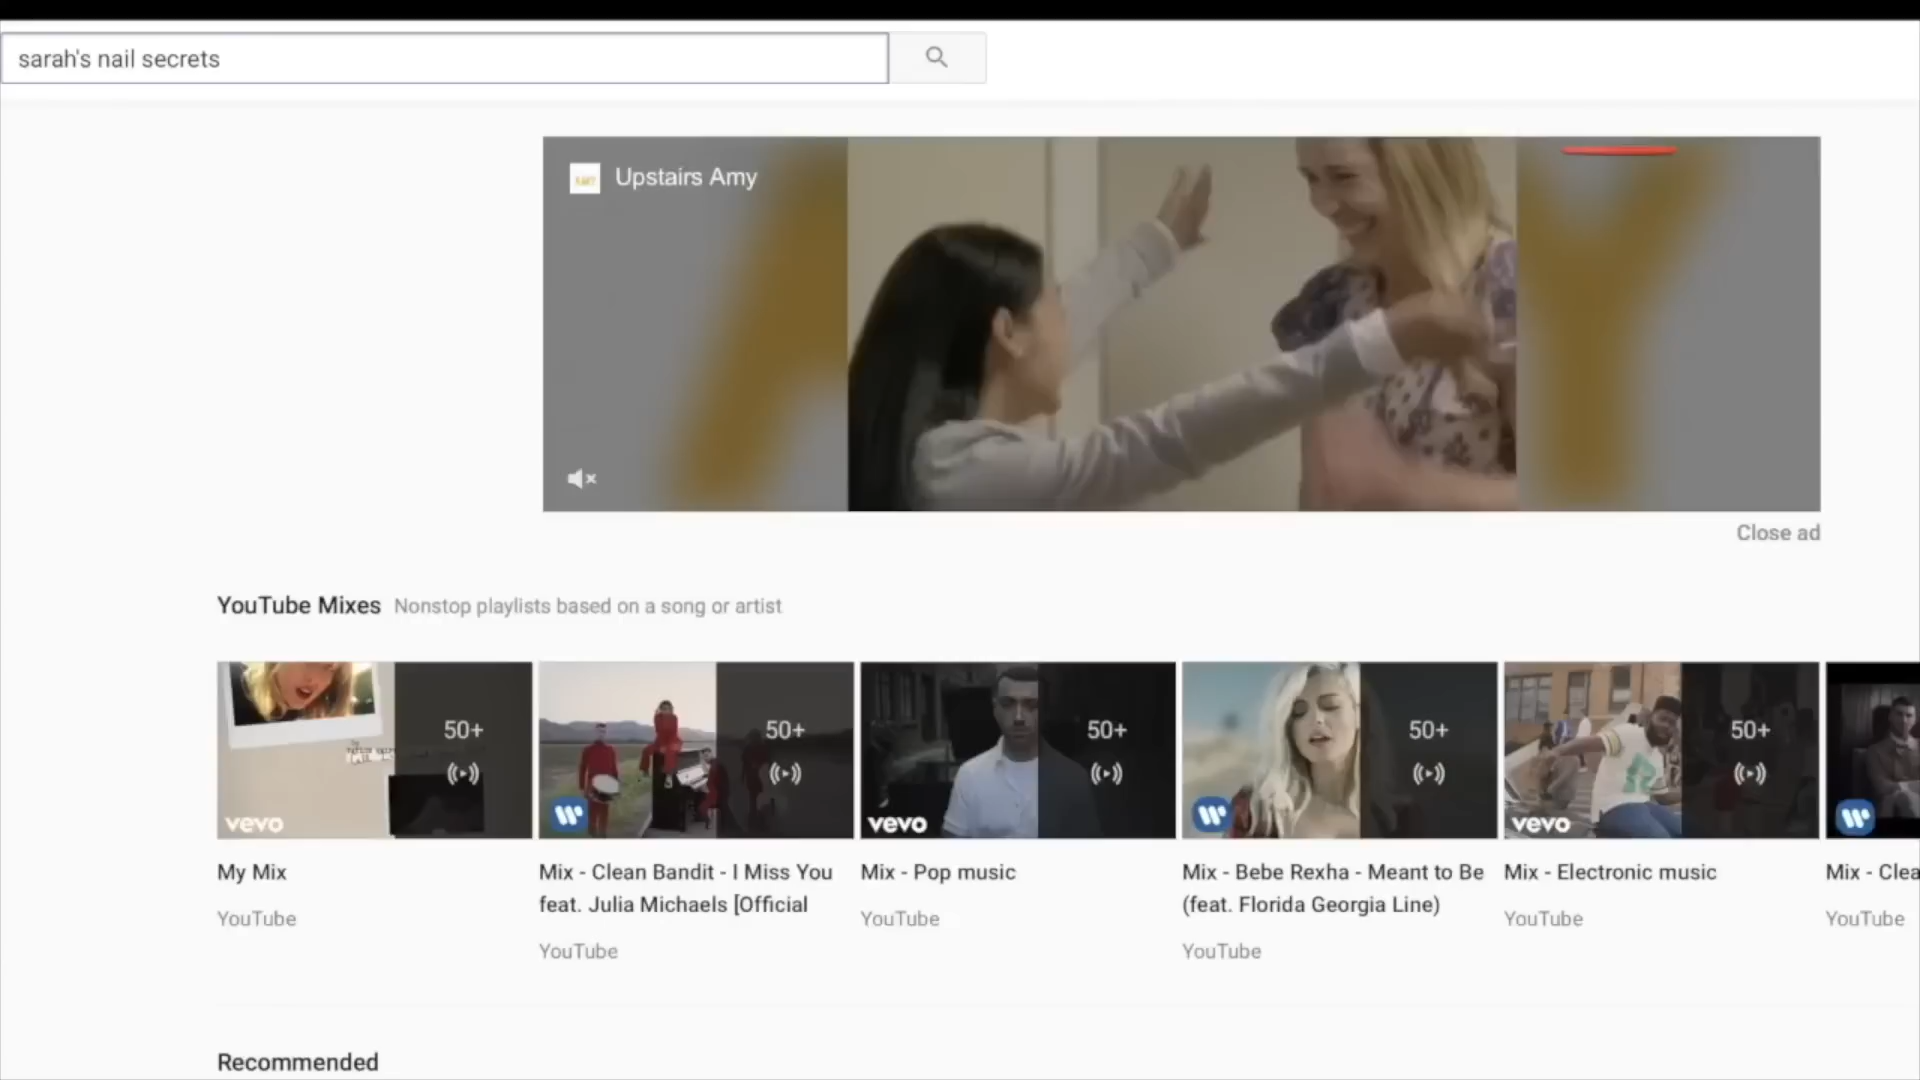 sarah's nail secrets
Upstairs Amy
Close ad
YouTube Mixes Nonstop playlists based on a song or artist
50+
50+
50+
50+
50+
vevo
vevo
vevo
My Mix
YouTube
Mix - Clean Bandit - I Miss You
feat. Julia Michaels [Official
YouTube
Mix - Pop music
YouTube
Mix - Bebe Rexha - Meant to Be
(feat. Florida Georgia Line)
YouTube
Mix - Electronic music
YouTube
Mix - Clea
YouTube
Recommended